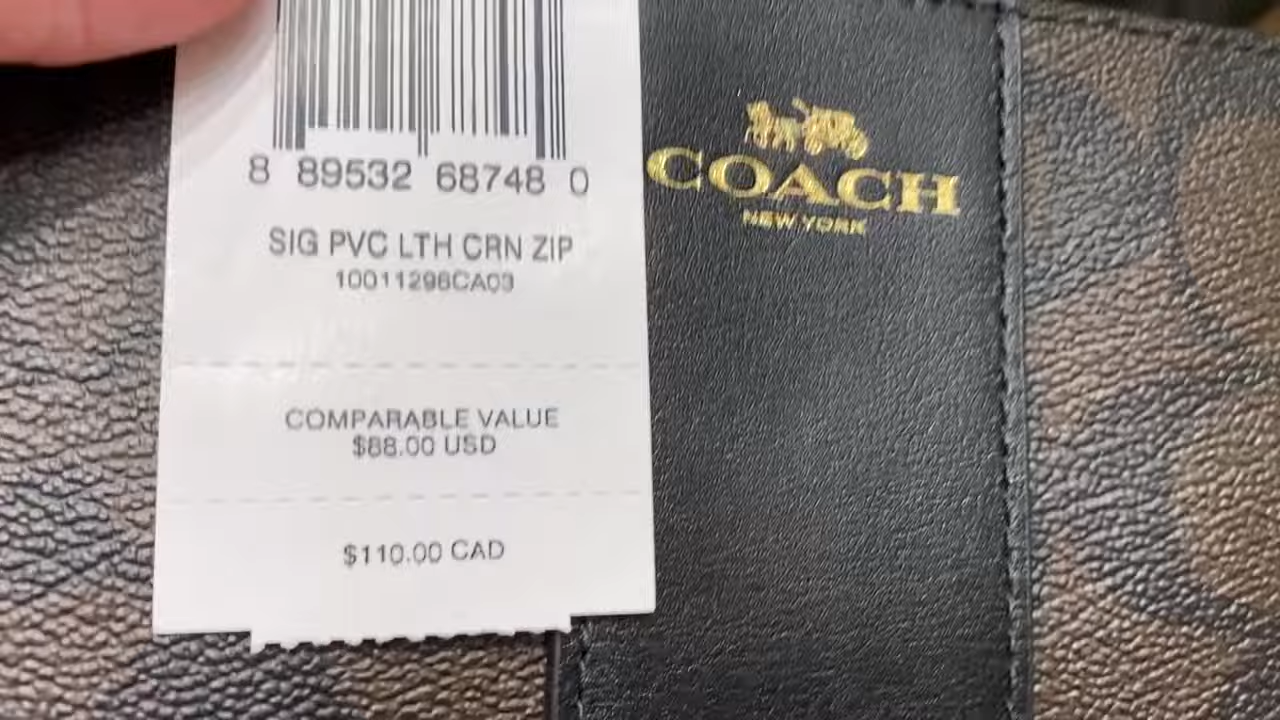 8 89532 68748 0
SIG PVC LTH CRN ZIP
10011296CA03
COMPARABLE VALUE
$88.00 USD
$110.00 CAD
COACH
NEW YORK